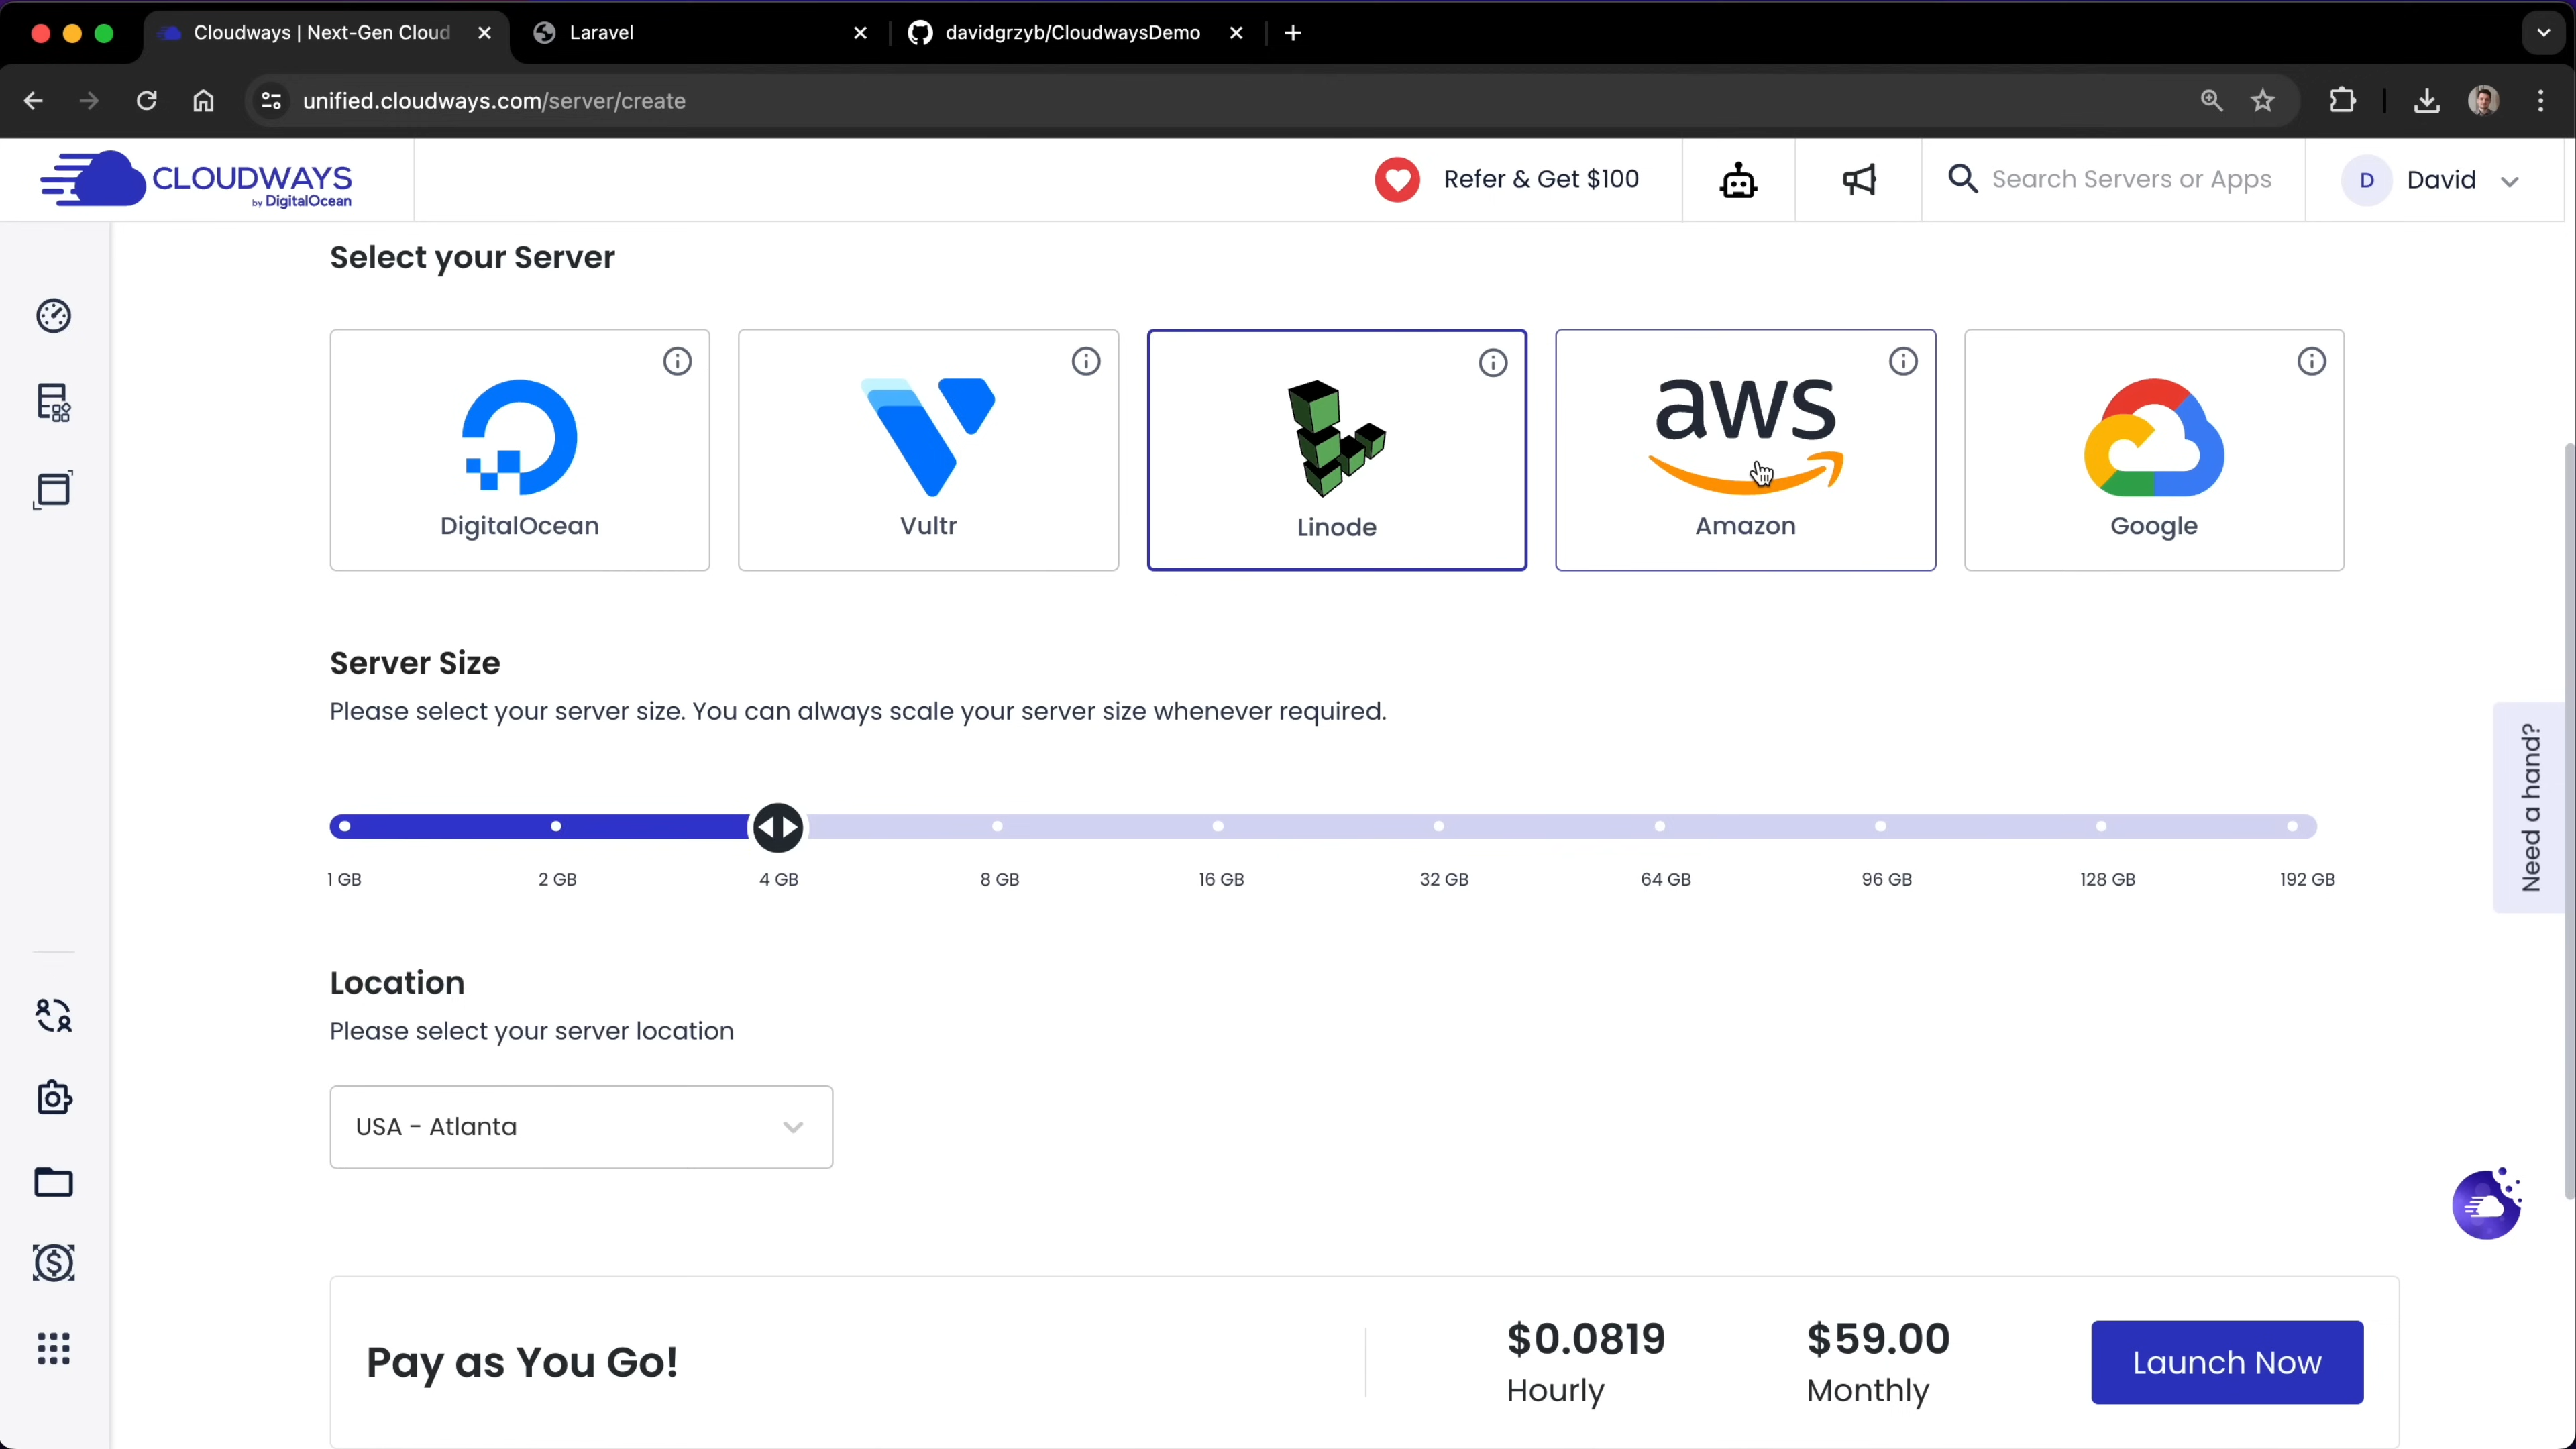 Cloudways | Next-Gen Cloud
Laravel
davidgrzyb/CloudwaysDemo
unified.cloudways.com/server/create
CLOUDWAYS
by DigitalOcean
Refer & Get $100
Search Servers or Apps
D
David
Select your Server
DigitalOcean
Vultr
Linode
aws
Amazon
Google
Server Size
Please select your server size. You can always scale your server size whenever required.
1 GB
2 GB
4 GB
8 GB
16 GB
32 GB
64 GB
96 GB
128 GB
192 GB
Need a hand?
Location
Please select your server location
USA - Atlanta
Pay as You Go!
$0.0819
Hourly
$59.00
Monthly
Launch Now